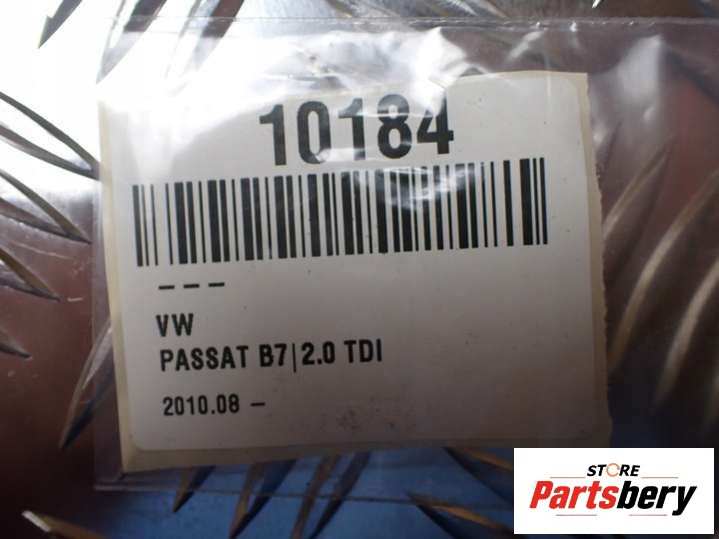 10184
---
VW
PASSAT B7|2.0 TDI
2010.08 –
STORE
Partsbery